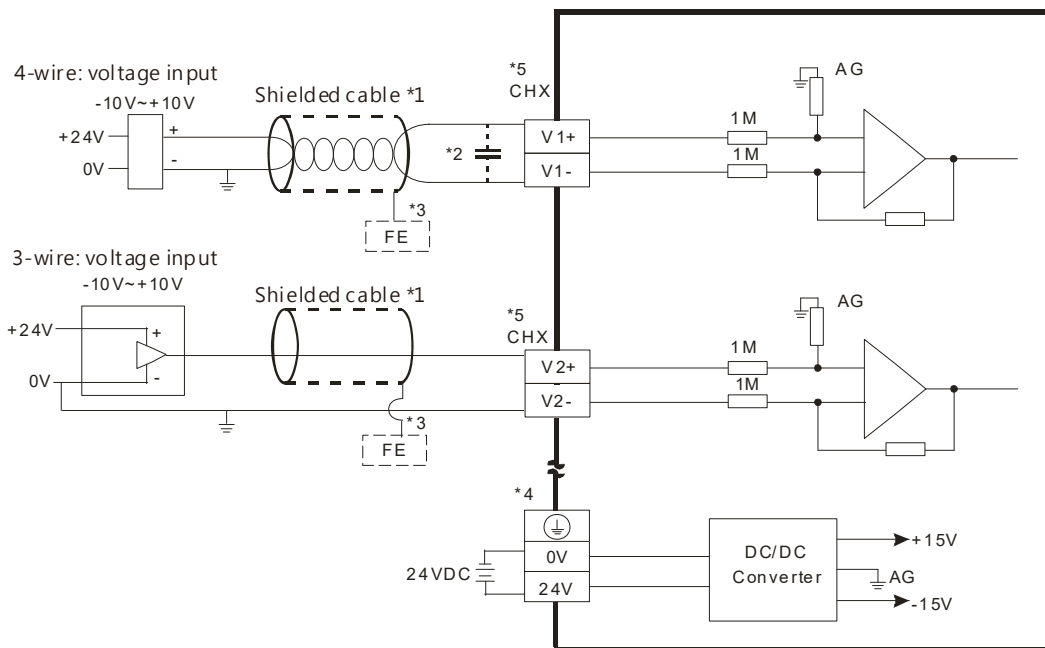 4-wire: voltage input
-10V~+10V
+24V
0V
+
-
Shielded cable *1
*2
*3
FE
*5
CHX
V1+
V1-
1M
1M
AG
3-wire: voltage input
-10V~+10V
+24V
0V
+
-
Shielded cable *1
*3
FE
*5
CHX
V2+
V2-
1M
1M
AG
*4
24VDC
0V
24V
DC/DC
Converter
+15V
AG
-15V